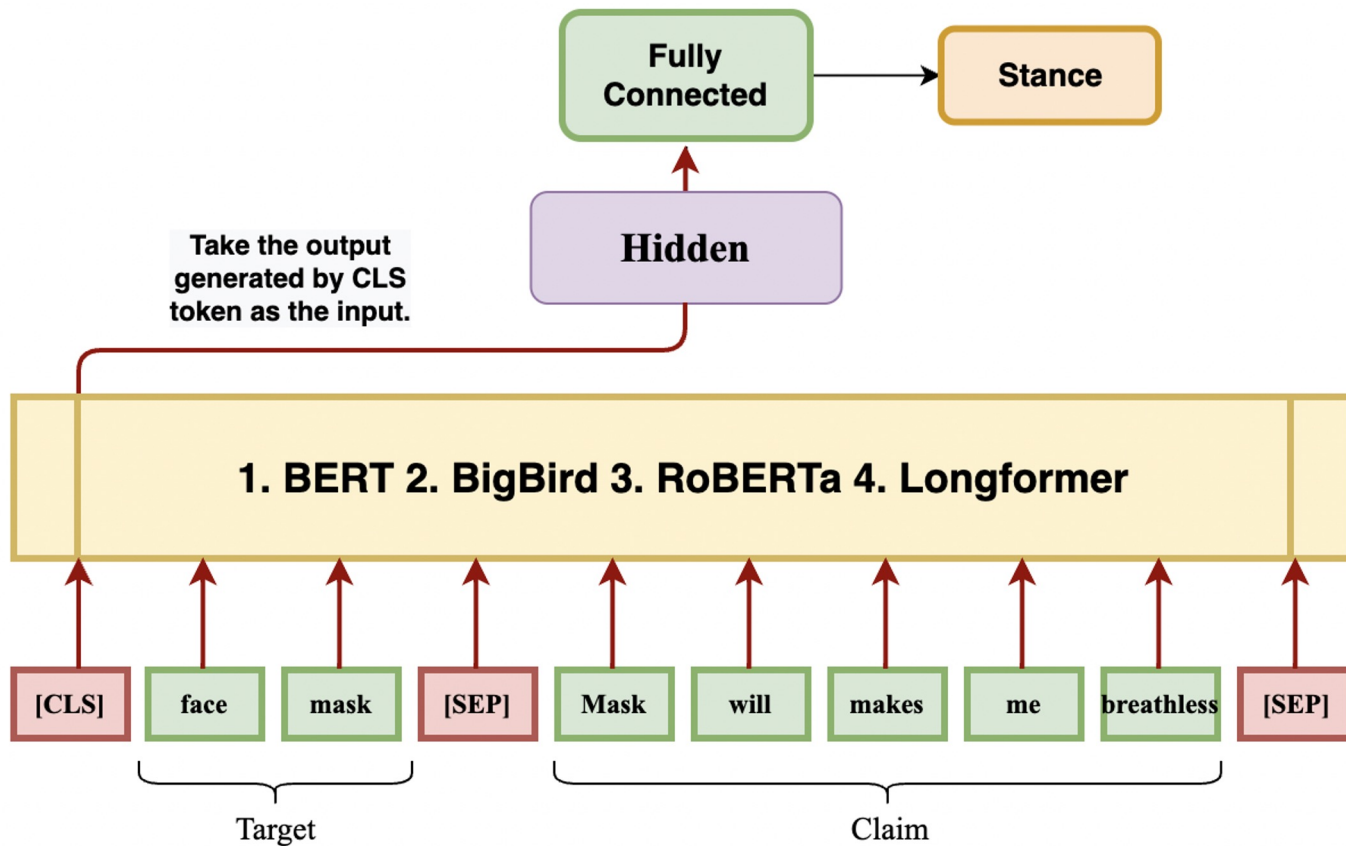 Fully
Connected
Stance
Hidden
Take the output
generated by CLS
token as the input.
1. BERT 2. BigBird 3. RoBERTa 4. Longformer
[CLS] face mask [SEP] Mask will makes me breathless [SEP]
Target Claim